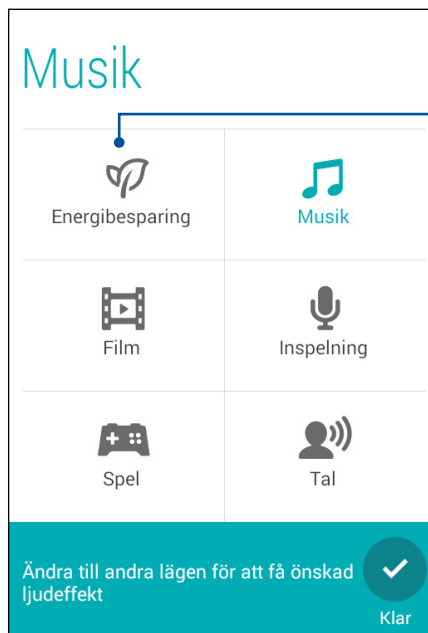 Musik
Energibesparing
Musik
Film
Inspelning
Spel
Tal
Ändra till andra lägen för att få önskad
ljudeffekt
Klar